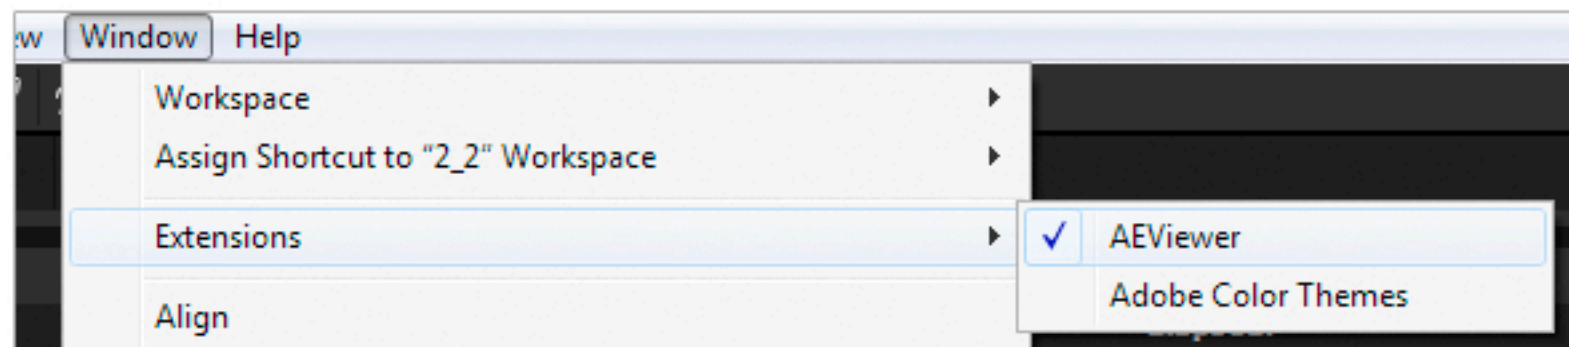 Window Help
Workspace
Assign Shortcut to “2_2” Workspace
Extensions
AEViewer
Adobe Color Themes
Align